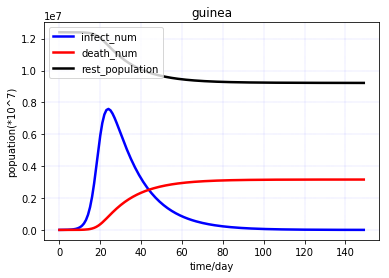 guinea
1e7
infect_num
death_num
rest_population
popuation(*10^7)
1.2
1.0
0.8
0.6
0.4
0.2
0.0
0 20 40 60 80 100 120 140
time/day